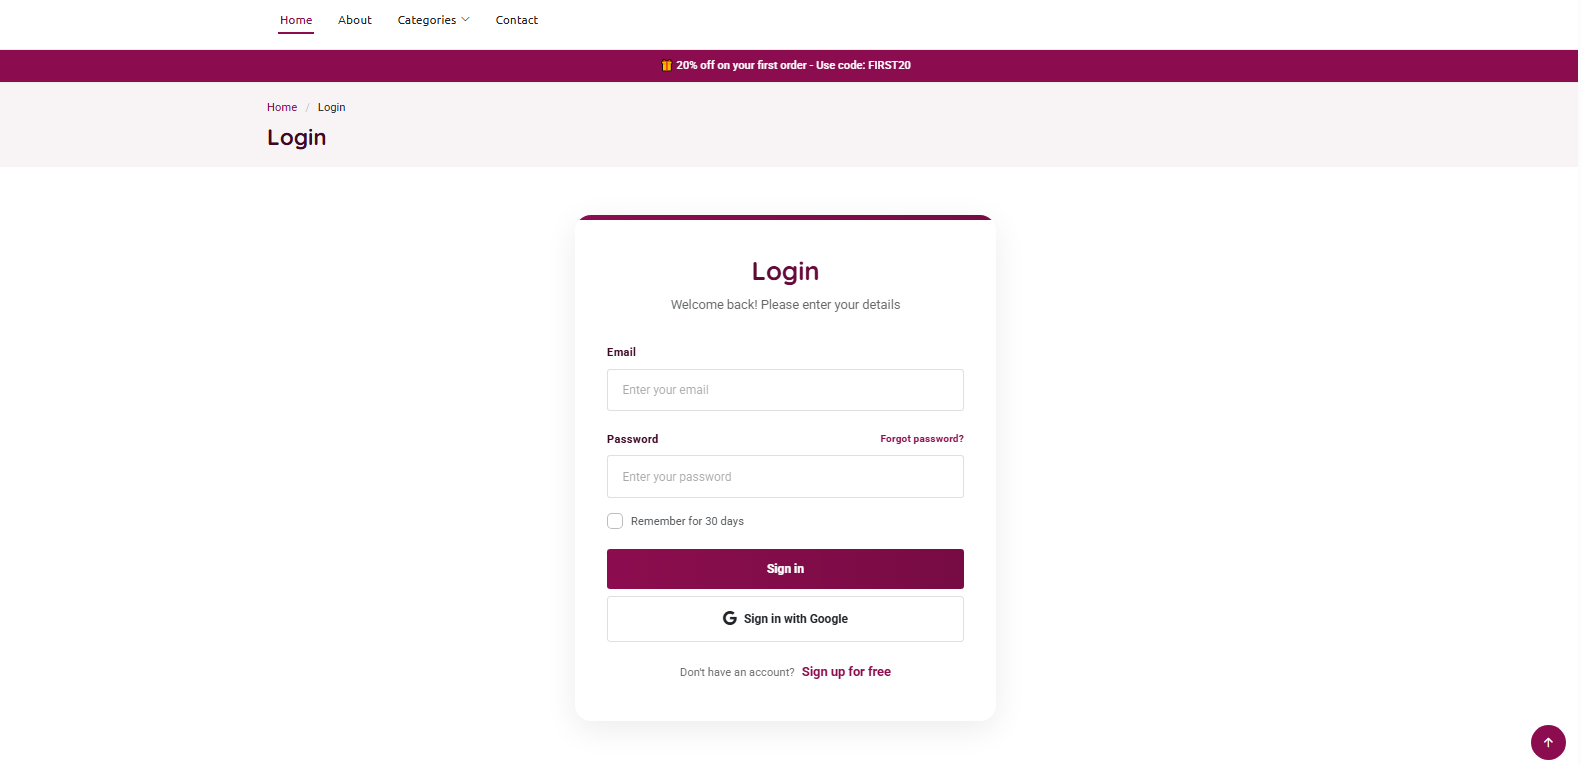 Home About Categories Contact
20% off on your first order - Use code: FIRST20
Home / Login
Login
Login
Welcome back! Please enter your details
Email
Enter your email
Password Forgot password?
Enter your password
Remember for 30 days
Sign in
Sign in with Google
Don't have an account? Sign up for free